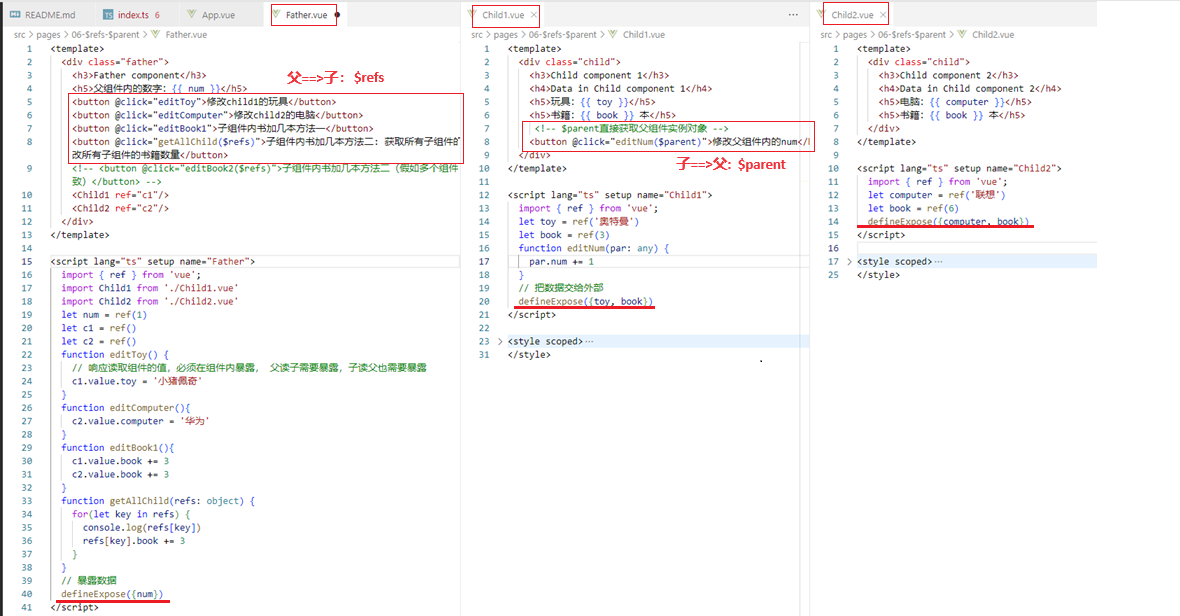 README.md
index.ts 6
App.vue
Father.vue
src > pages > 06-$refs-$parent > Father.vue
1 <template>
2 <div class="father">
3 <h3>Father component</h3>
4 <h5>父组件内的数字：{{ num }}</h5>
5 <button @click="editToy">修改child1的玩具</button>
6 <button @click="editComputer">修改child2的电脑</button>
7 <button @click="editBook1">子组件内书加几本方法一</button>
8 <button @click="getAllChild($refs)">子组件内书加几本方法二：获取所有子组件的
改所有子组件的书籍数量</button>
9 <!-- <button @click="editBook2($refs)">子组件内书加几本方法二（假如多个组件
致）</button> -->
10 <Child1 ref="c1"/>
11 <Child2 ref="c2"/>
12 </div>
13 </template>
14
15 <script lang="ts" setup name="Father">
16 import { ref } from 'vue';
17 import Child1 from './Child1.vue'
18 import Child2 from './Child2.vue'
19 let num = ref(1)
20 let c1 = ref()
21 let c2 = ref()
22 function editToy() {
23 // 响应读取组件的值，必须在组件内暴露， 父读子需要暴露，子读父也需要暴露
24 c1.value.toy = '小猪佩奇'
25 }
26 function editComputer(){
27 c2.value.computer = '华为'
28 }
29 function editBook1(){
30 c1.value.book += 3
31 c2.value.book += 3
32 }
33 function getAllChild(refs: object) {
34 for(let key in refs) {
35 console.log(refs[key])
36 refs[key].book += 3
37 }
38 }
39 // 暴露数据
40 defineExpose({num})
41 </script>
父==>子：$refs
Child1.vue
src > pages > 06-$refs-$parent > Child1.vue
1 <template>
2 <div class="child">
3 <h3>Child component 1</h3>
4 <h4>Data in Child component 1</h4>
5 <h5>玩具：{{ toy }}</h5>
6 <h5>书籍：{{ book }} 本</h5>
7 <!-- $parent直接获取父组件实例对象 -->
8 <button @click="editNum($parent)">修改父组件内的num</
9 </div>
10 </template>
11
12 <script lang="ts" setup name="Child1">
13 import { ref } from 'vue';
14 let toy = ref('奥特曼')
15 let book = ref(3)
16 function editNum(par: any) {
17 par.num += 1
18 }
19 // 把数据交给外部
20 defineExpose({toy, book})
21 </script>
22
23 <style scoped>…
31 </style>
子==>父：$parent
Child2.vue
src > pages > 06-$refs-$parent > Child2.vue
1 <template>
2 <div class="child">
3 <h3>Child component 2</h3>
4 <h4>Data in Child component 2</h4>
5 <h5>电脑：{{ computer }}</h5>
6 <h5>书籍：{{ book }} 本</h5>
7 </div>
8 </template>
9
10 <script lang="ts" setup name="Child2">
11 import { ref } from 'vue';
12 let computer = ref('联想')
13 let book = ref(6)
14 defineExpose({computer, book})
15 </script>
16
17 <style scoped>…
25 </style>